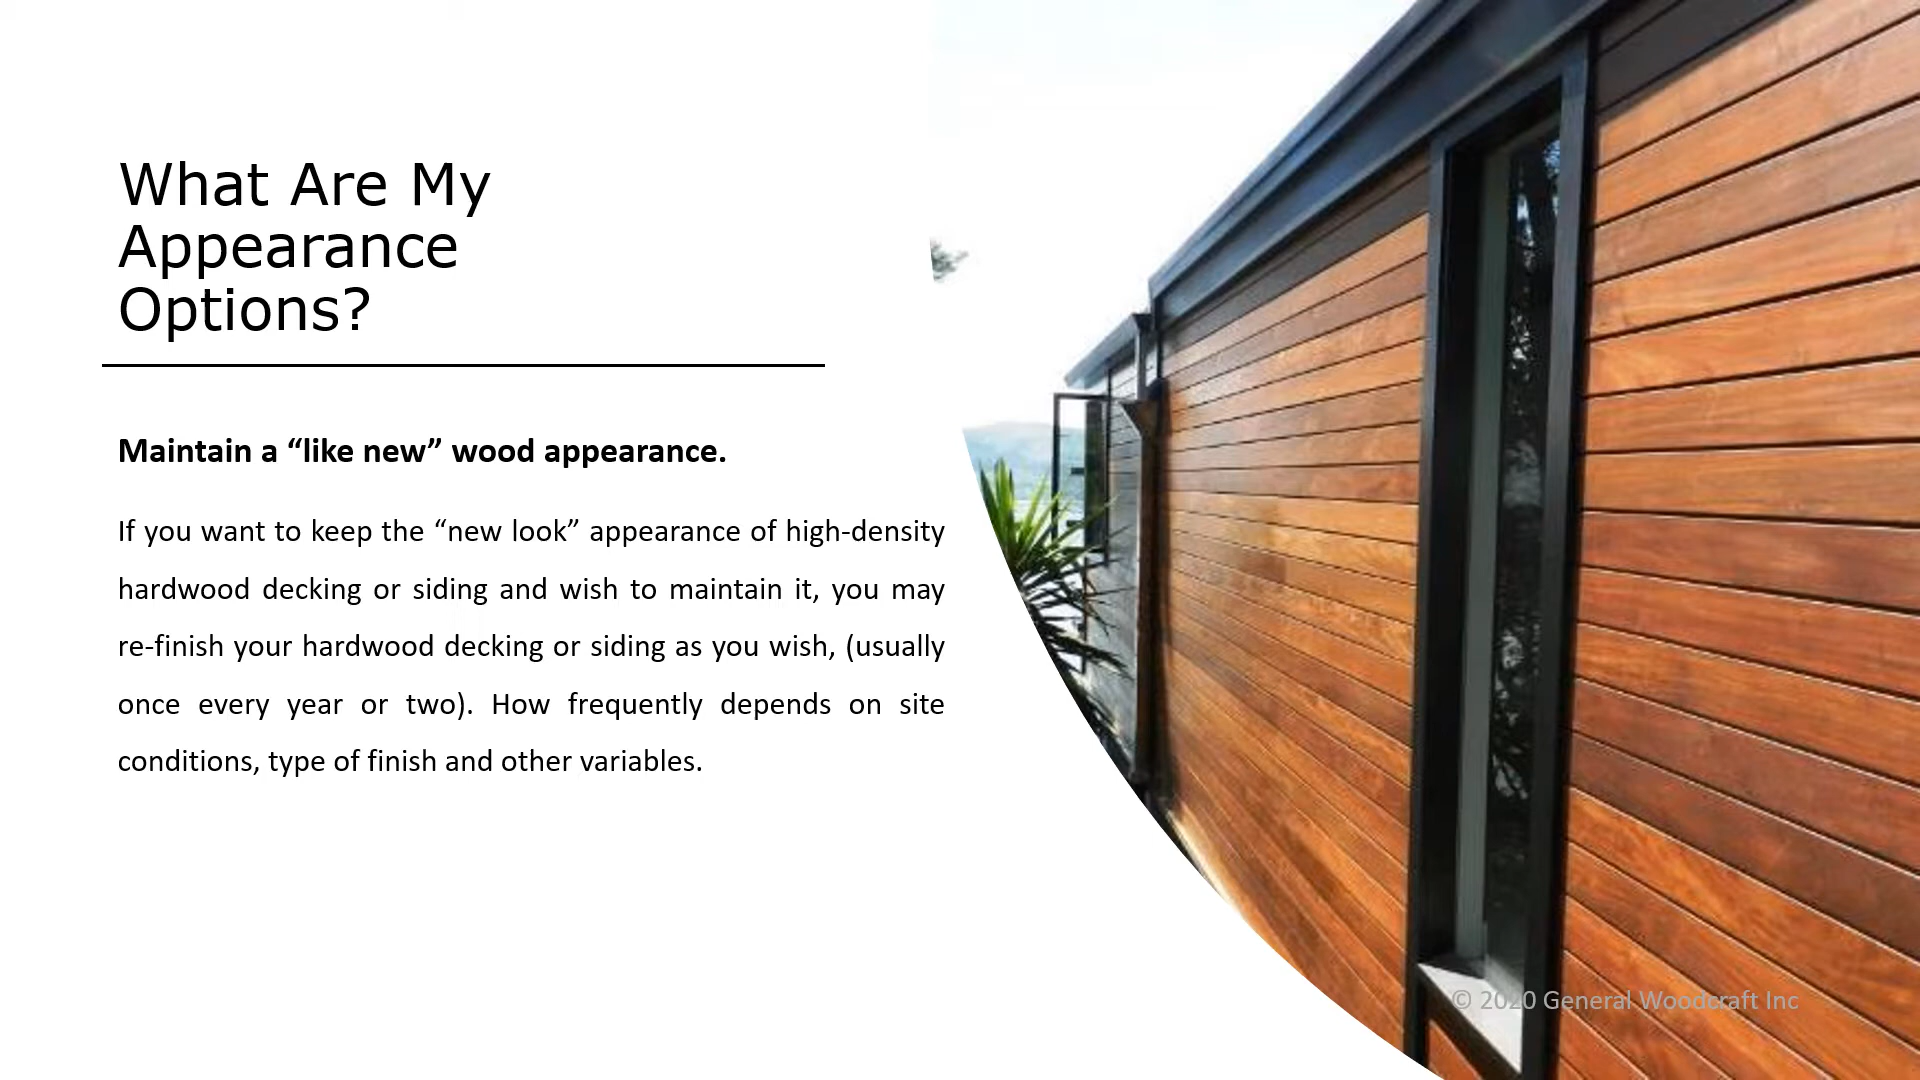 What Are My
Appearance
Options?
Maintain a “like new” wood appearance.
If you want to keep the “new look” appearance of high-density
hardwood decking or siding and wish to maintain it, you may
re-finish your hardwood decking or siding as you wish, (usually
once every year or two). How frequently depends on site
conditions, type of finish and other variables.
© 2020 General Woodcraft Inc